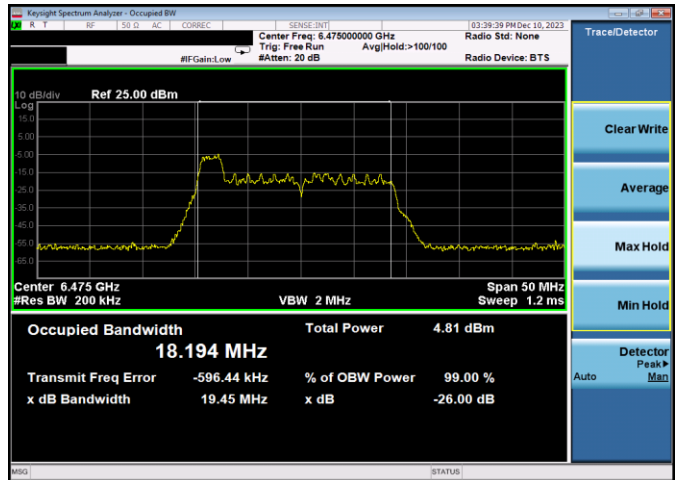 Keysight Spectrum Analyzer - Occupied BW
R T RF 50 Ω AC CORREC SENSE:INT 03:39:39 PM Dec 10, 2023
Center Freq: 6.475000000 GHz Radio Std: None
Trig: Free Run Avg|Hold:>100/100
#IFGain:Low #Atten: 20 dB Radio Device: BTS
Trace/Detector
10 dB/div Ref 25.00 dBm
Log
15.0
5.00
-5.00
-15.0
-25.0
-35.0
-45.0
-55.0
-65.0
Center 6.475 GHz Span 50 MHz
#Res BW 200 kHz VBW 2 MHz Sweep 1.2 ms
Occupied Bandwidth Total Power 4.81 dBm
18.194 MHz
Transmit Freq Error -596.44 kHz % of OBW Power 99.00 %
x dB Bandwidth 19.45 MHz x dB -26.00 dB
Clear Write
Average
Max Hold
Min Hold
Detector
Peak▶
Auto Man
MSG STATUS